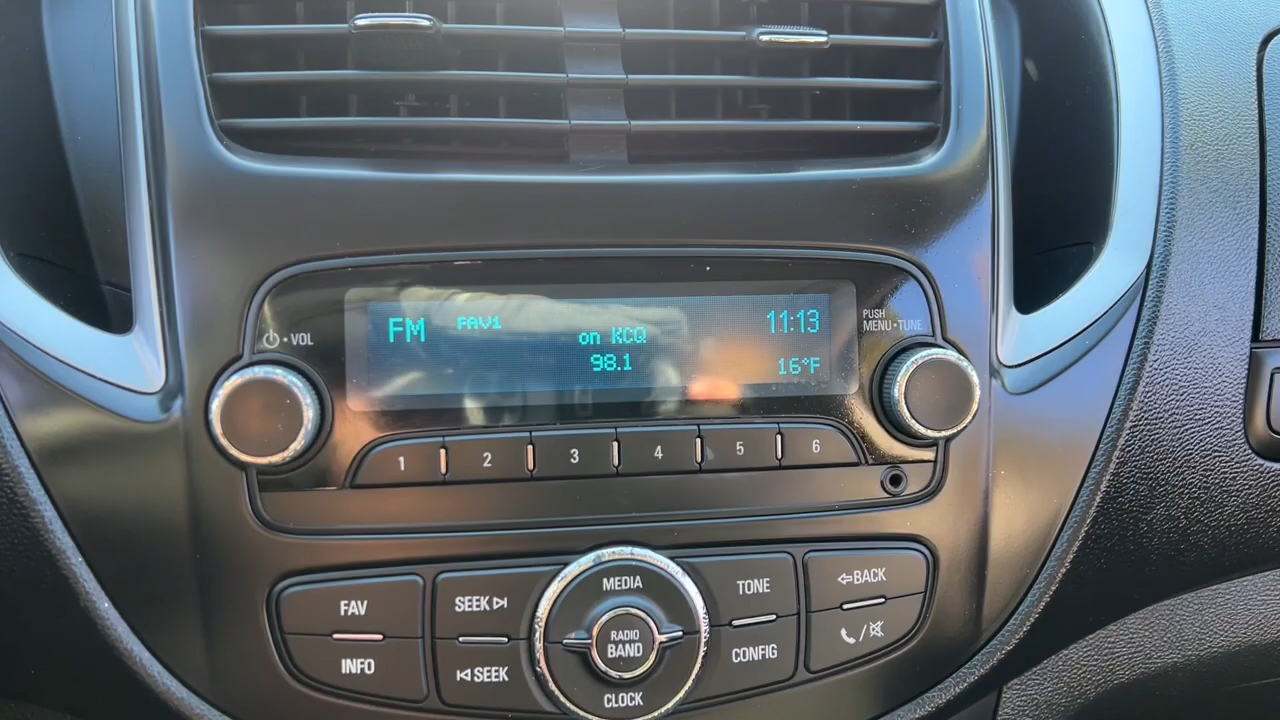 FM FAV1 on KCQ 11:13
98.1 16°F
VOL
PUSH
MENU•TUNE
1 2 3 4 5 6
FAV SEEK MEDIA TONE BACK
RADIO
BAND
INFO SEEK CLOCK CONFIG /